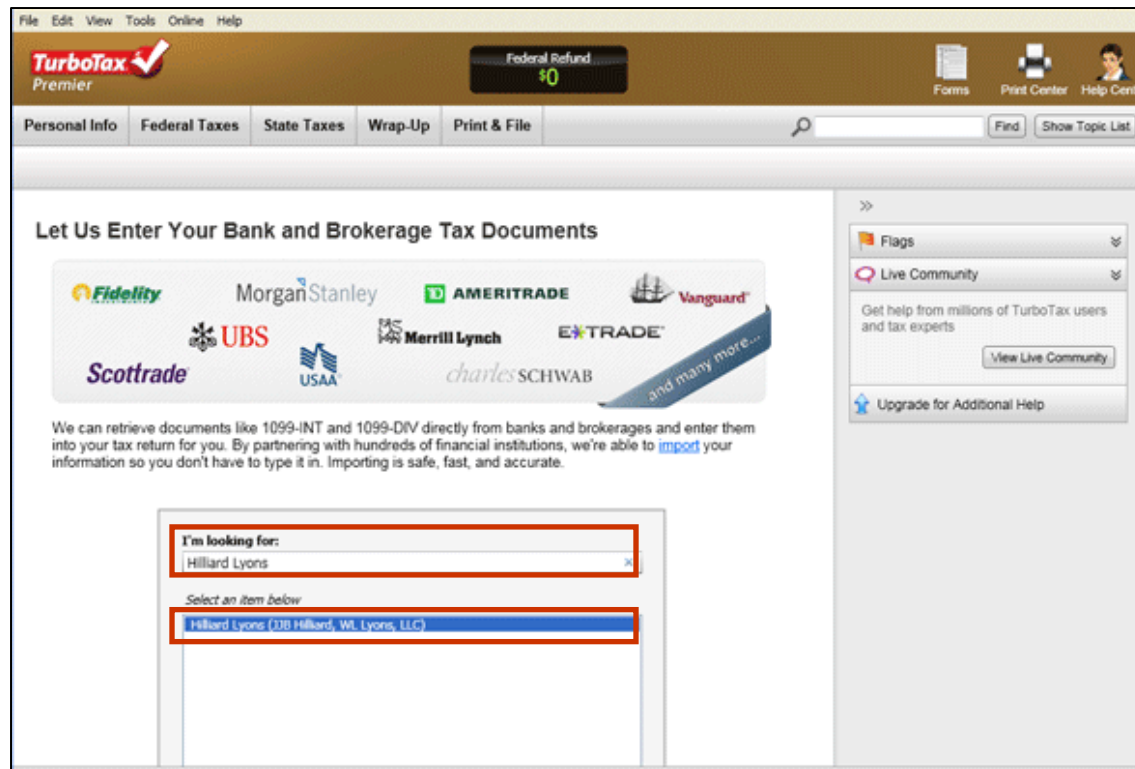 File Edit View Tools Online Help
TurboTax
Premier
Federal Refund
$0
Forms
Print Center
Help Cent
Personal Info
Federal Taxes
State Taxes
Wrap-Up
Print & File
Find
Show Topic List
Let Us Enter Your Bank and Brokerage Tax Documents
Fidelity
MorganStanley
TD AMERITRADE
Vanguard
UBS
Merrill Lynch
E*TRADE
Scottrade
USAA
charles SCHWAB
and many more...
We can retrieve documents like 1099-INT and 1099-DIV directly from banks and brokerages and enter them
into your tax return for you. By partnering with hundreds of financial institutions, we're able to import your
information so you don't have to type it in. Importing is safe, fast, and accurate.
I'm looking for:
Hilliard Lyons
Select an item below
Hilliard Lyons (JJB Hilliard, WL Lyons, LLC)
Flags
Live Community
Get help from millions of TurboTax users
and tax experts
View Live Community
Upgrade for Additional Help